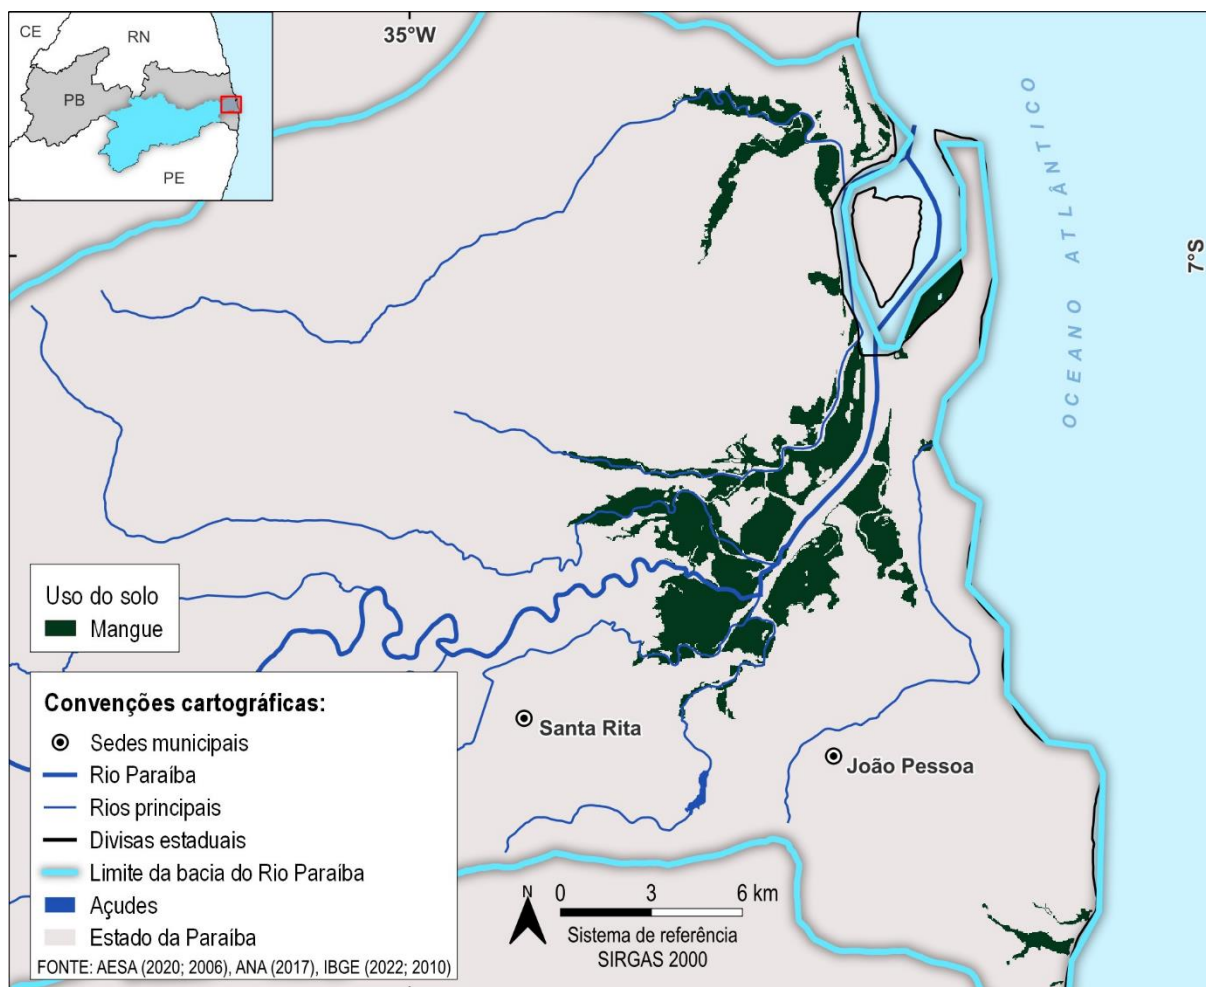 CE
RN
PB
PE
35°W
7°S
OCEANO ATLÂNTICO
Uso do solo
Mangue
Santa Rita
João Pessoa
Convenções cartográficas:
Sedes municipais
Rio Paraíba
Rios principais
Divisas estaduais
Limite da bacia do Rio Paraíba
Açudes
Estado da Paraíba
FONTE: AESA (2020; 2006), ANA (2017), IBGE (2022; 2010)
N
0 3 6 km
Sistema de referência
SIRGAS 2000